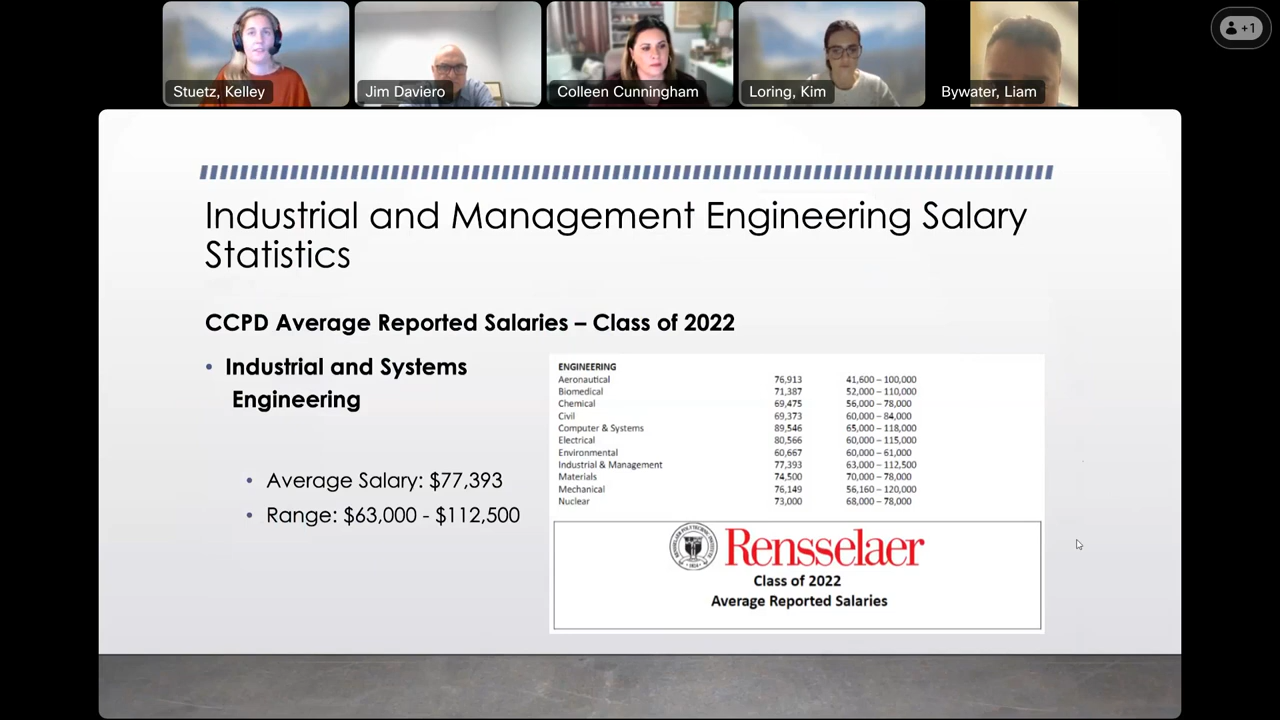 +1
Stuetz, Kelley
Jim Daviero
Colleen Cunningham
Loring, Kim
Bywater, Liam
Industrial and Management Engineering Salary
Statistics
CCPD Average Reported Salaries – Class of 2022
• Industrial and Systems
Engineering
• Average Salary: $77,393
• Range: $63,000 - $112,500
ENGINEERING
Aeronautical 76,913 41,600 – 100,000
Biomedical 71,387 52,000 – 110,000
Chemical 69,475 56,000 – 78,000
Civil 69,373 60,000 – 84,000
Computer & Systems 89,546 65,000 – 118,000
Electrical 80,566 60,000 – 115,000
Environmental 60,667 60,000 – 61,000
Industrial & Management 77,393 63,000 – 112,500
Materials 74,500 70,000 – 78,000
Mechanical 76,149 56,160 – 120,000
Nuclear 73,000 68,000 – 78,000
Rensselaer
Class of 2022
Average Reported Salaries